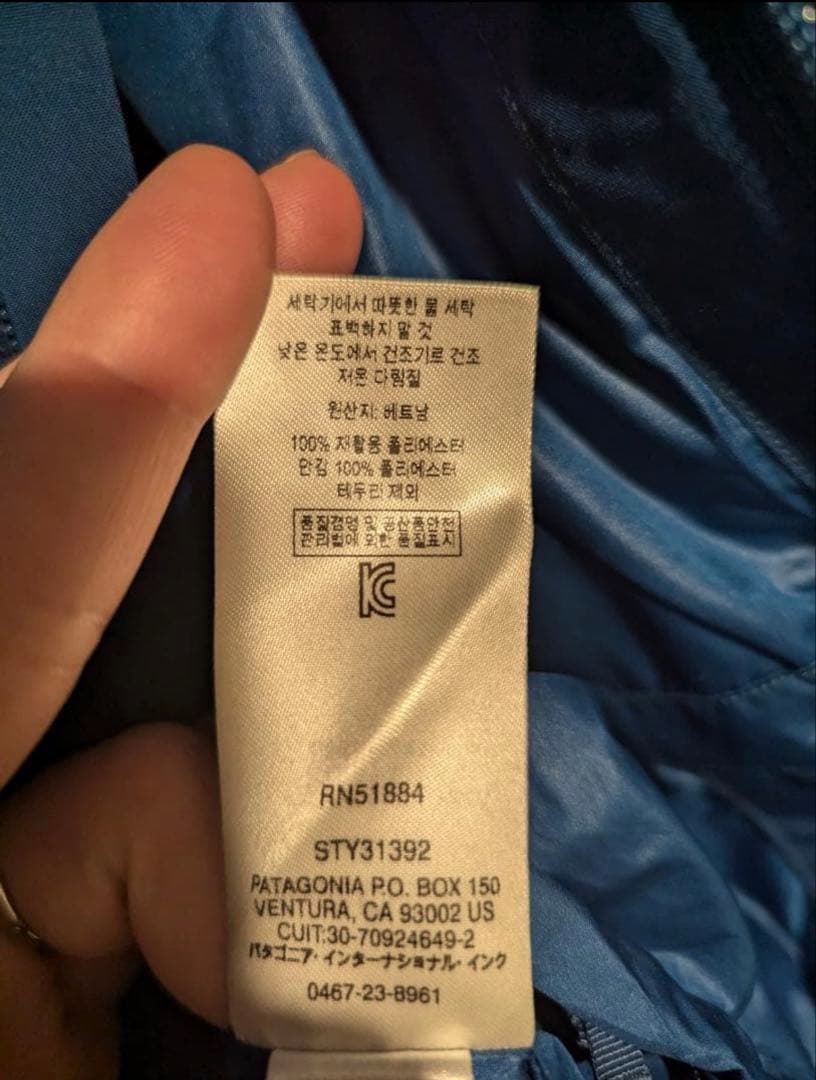 세탁기에서 따뜻한 물 세탁
표백하지 말 것
낮은 온도에서 건조기로 건조
저온 다림질
원산지: 베트남
100% 재활용 폴리에스터
안감 100% 폴리에스터
테두리 제외
품질경영 및 공산품안전
관리법에 의한 품질표시
KC
RN51884
STY31392
PATAGONIA P.O. BOX 150
VENTURA, CA 93002 US
CUIT:30-70924649-2
パタゴニア・インターナショナル・インク
0467-23-8961